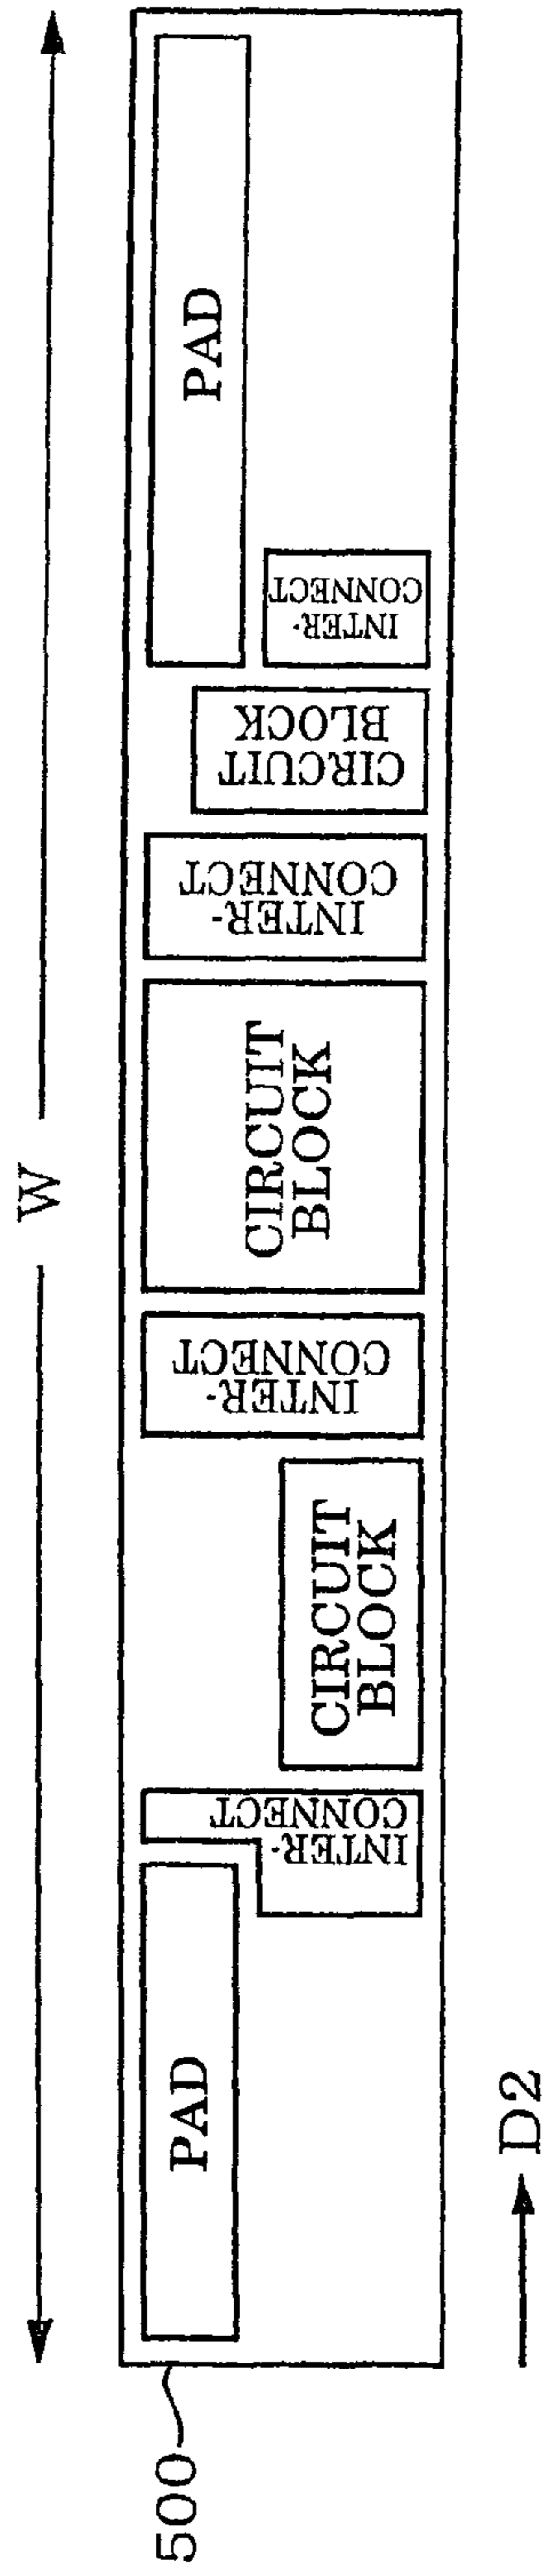 W
PAD
INTER-
CONNECT
CIRCUIT
BLOCK
INTER-
CONNECT
CIRCUIT
BLOCK
INTER-
CONNECT
CIRCUIT
BLOCK
INTER-
CONNECT
PAD
500
D2